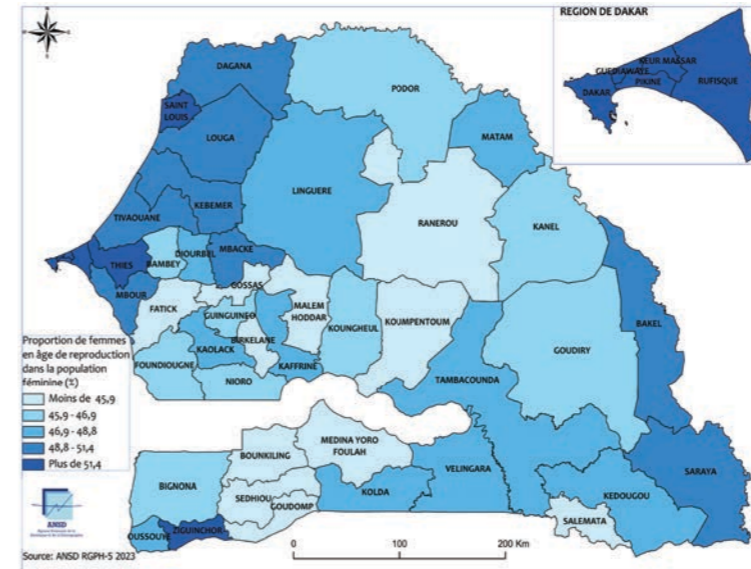 REGION DE DAKAR
KEUR MASSAR
GUEDIAWAYE
PIKINE
DAKAR
RUFISQUE
DAGANA
PODOR
SAINT
LOUIS
LOUGA
MATAM
LINGUERE
KEBEMER
TIVAOUANE
RANEROU
KANEL
THIES
BAMBEY
DIOURBEL
MBACKE
MBOUR
GOSSAS
FATICK
MALEM
HODDAR
GUINGUINEO
KOUNGHEUL
KOUMPENTOUM
BAKEL
BIRKELANE
KAOLACK
GOUDIRY
FOUNDIOUGNE
KAFFRINE
NIORO
TAMBACOUNDA
Proportion de femmes
en âge de reproduction
dans la population
féminine (%)
Moins de 45,9
45,9 - 46,9
46,9 - 48,8
48,8 - 51,4
Plus de 51,4
MEDINA YORO
FOULAH
BOUNKILING
VELINGARA
SARAYA
BIGNONA
KOLDA
SEDHIOU
GOUDOMP
KEDOUGOU
SALEMATA
OUSSOUYE
ZIGUINCHOR
ANSD
Source: ANSD RGPH-5 2023
0 100 200 Km